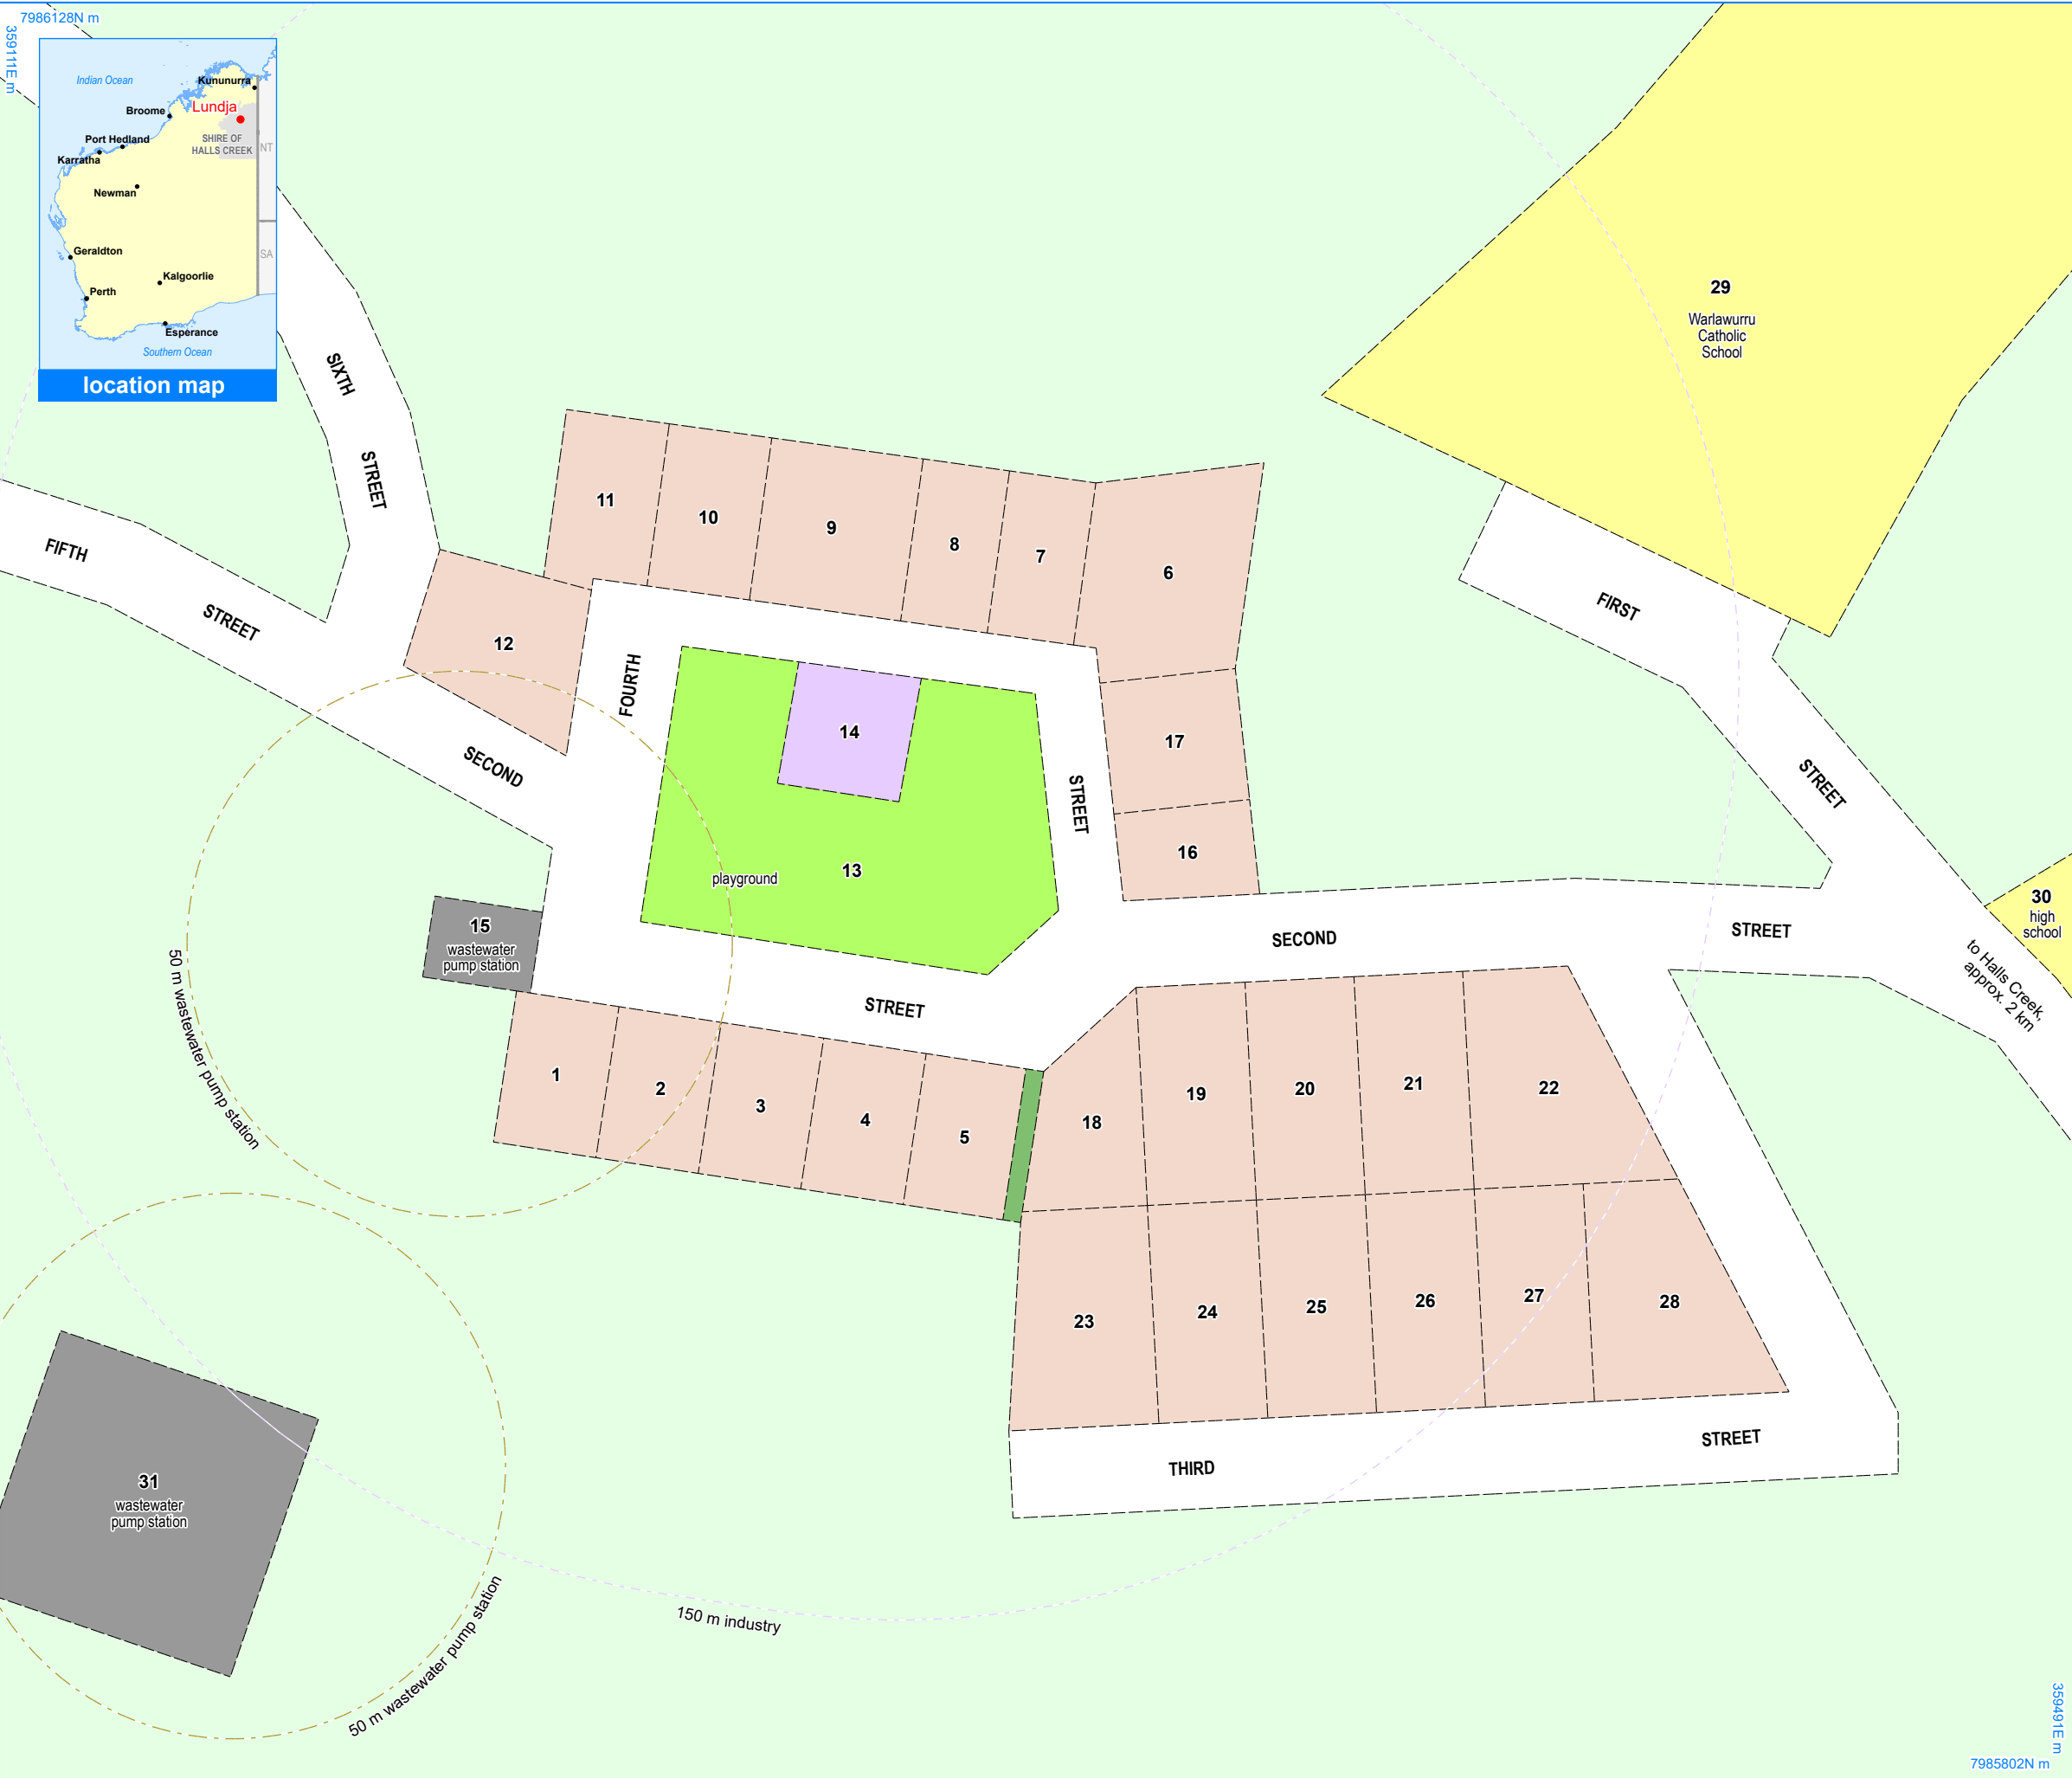 7986128N m
359111E m
Indian Ocean
Kununurra
Broome
Lundja
Port Hedland
SHIRE OF
HALLS CREEK
NT
Karratha
Newman
Geraldton
SA
Kalgoorlie
Perth
Esperance
Southern Ocean
location map
SIXTH
STREET
FIFTH
STREET
29
Warlawurru
Catholic
School
11
10
9
8
7
6
12
FIRST
STREET
FOURTH
STREET
14
17
SECOND
13
playground
16
15
wastewater
pump station
SECOND
STREET
30
high
school
to Halls Creek,
approx. 2 km
STREET
50 m wastewater pump station
1
2
3
4
5
18
19
20
21
22
23
24
25
26
27
28
THIRD
STREET
31
wastewater
pump station
50 m wastewater pump station
150 m industry
359491E m
7985802N m